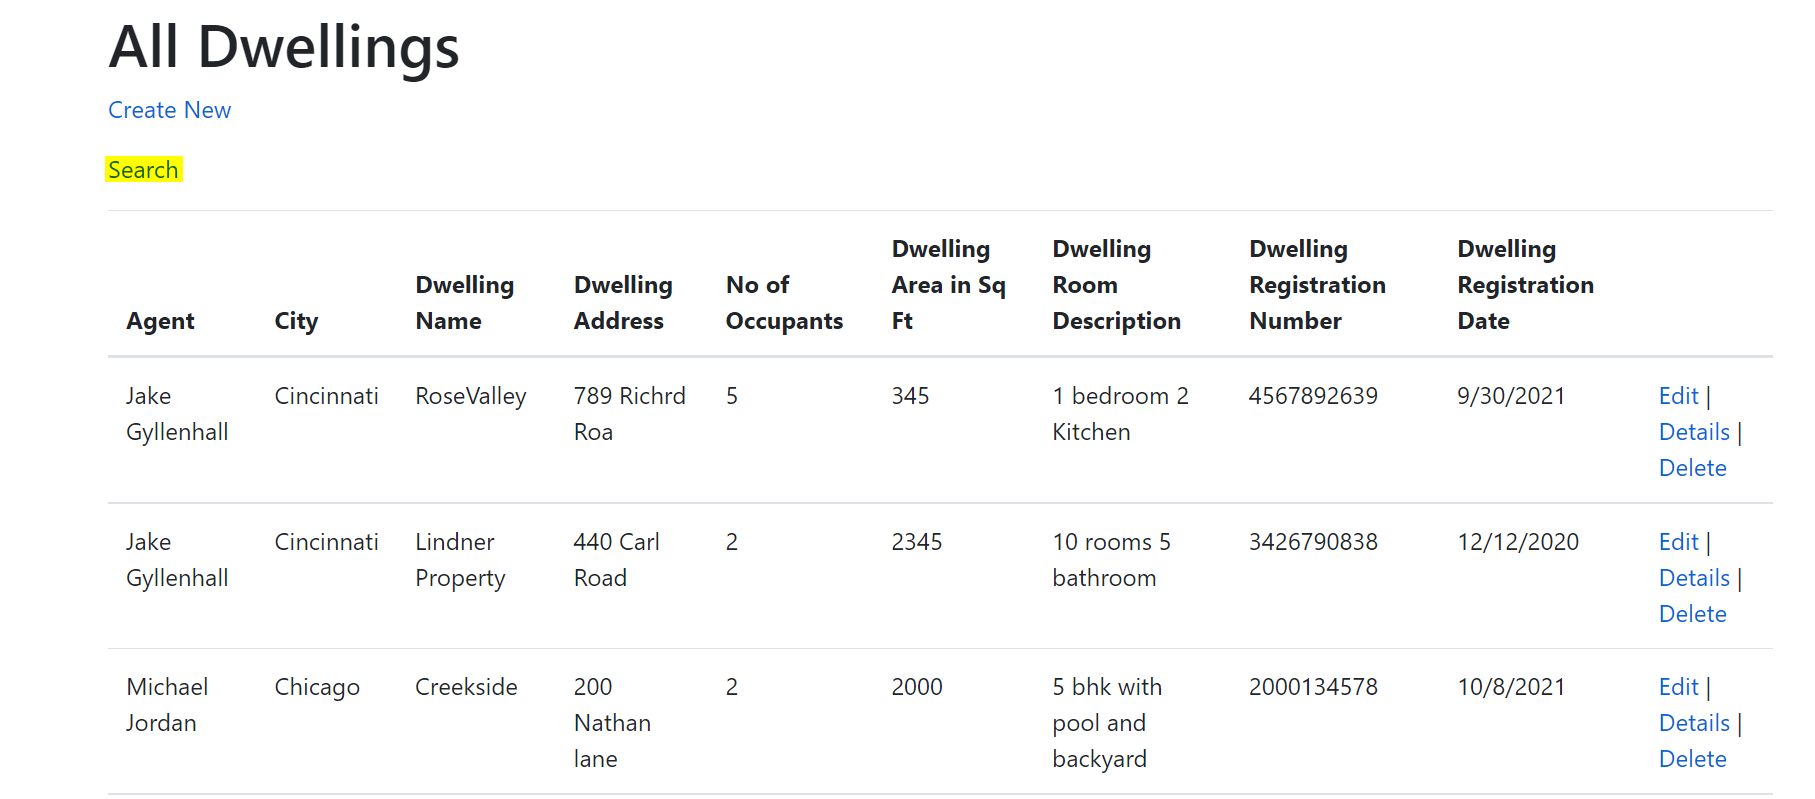 All Dwellings
Create New
Search
Agent City Dwelling Name Dwelling Address No of Occupants Dwelling Area in Sq Ft Dwelling Room Description Dwelling Registration Number Dwelling Registration Date
Jake Gyllenhall Cincinnati RoseValley 789 Richrd Roa 5 345 1 bedroom 2 Kitchen 4567892639 9/30/2021 Edit | Details | Delete
Jake Gyllenhall Cincinnati Lindner Property 440 Carl Road 2 2345 10 rooms 5 bathroom 3426790838 12/12/2020 Edit | Details | Delete
Michael Jordan Chicago Creekside 200 Nathan lane 2 2000 5 bhk with pool and backyard 2000134578 10/8/2021 Edit | Details | Delete